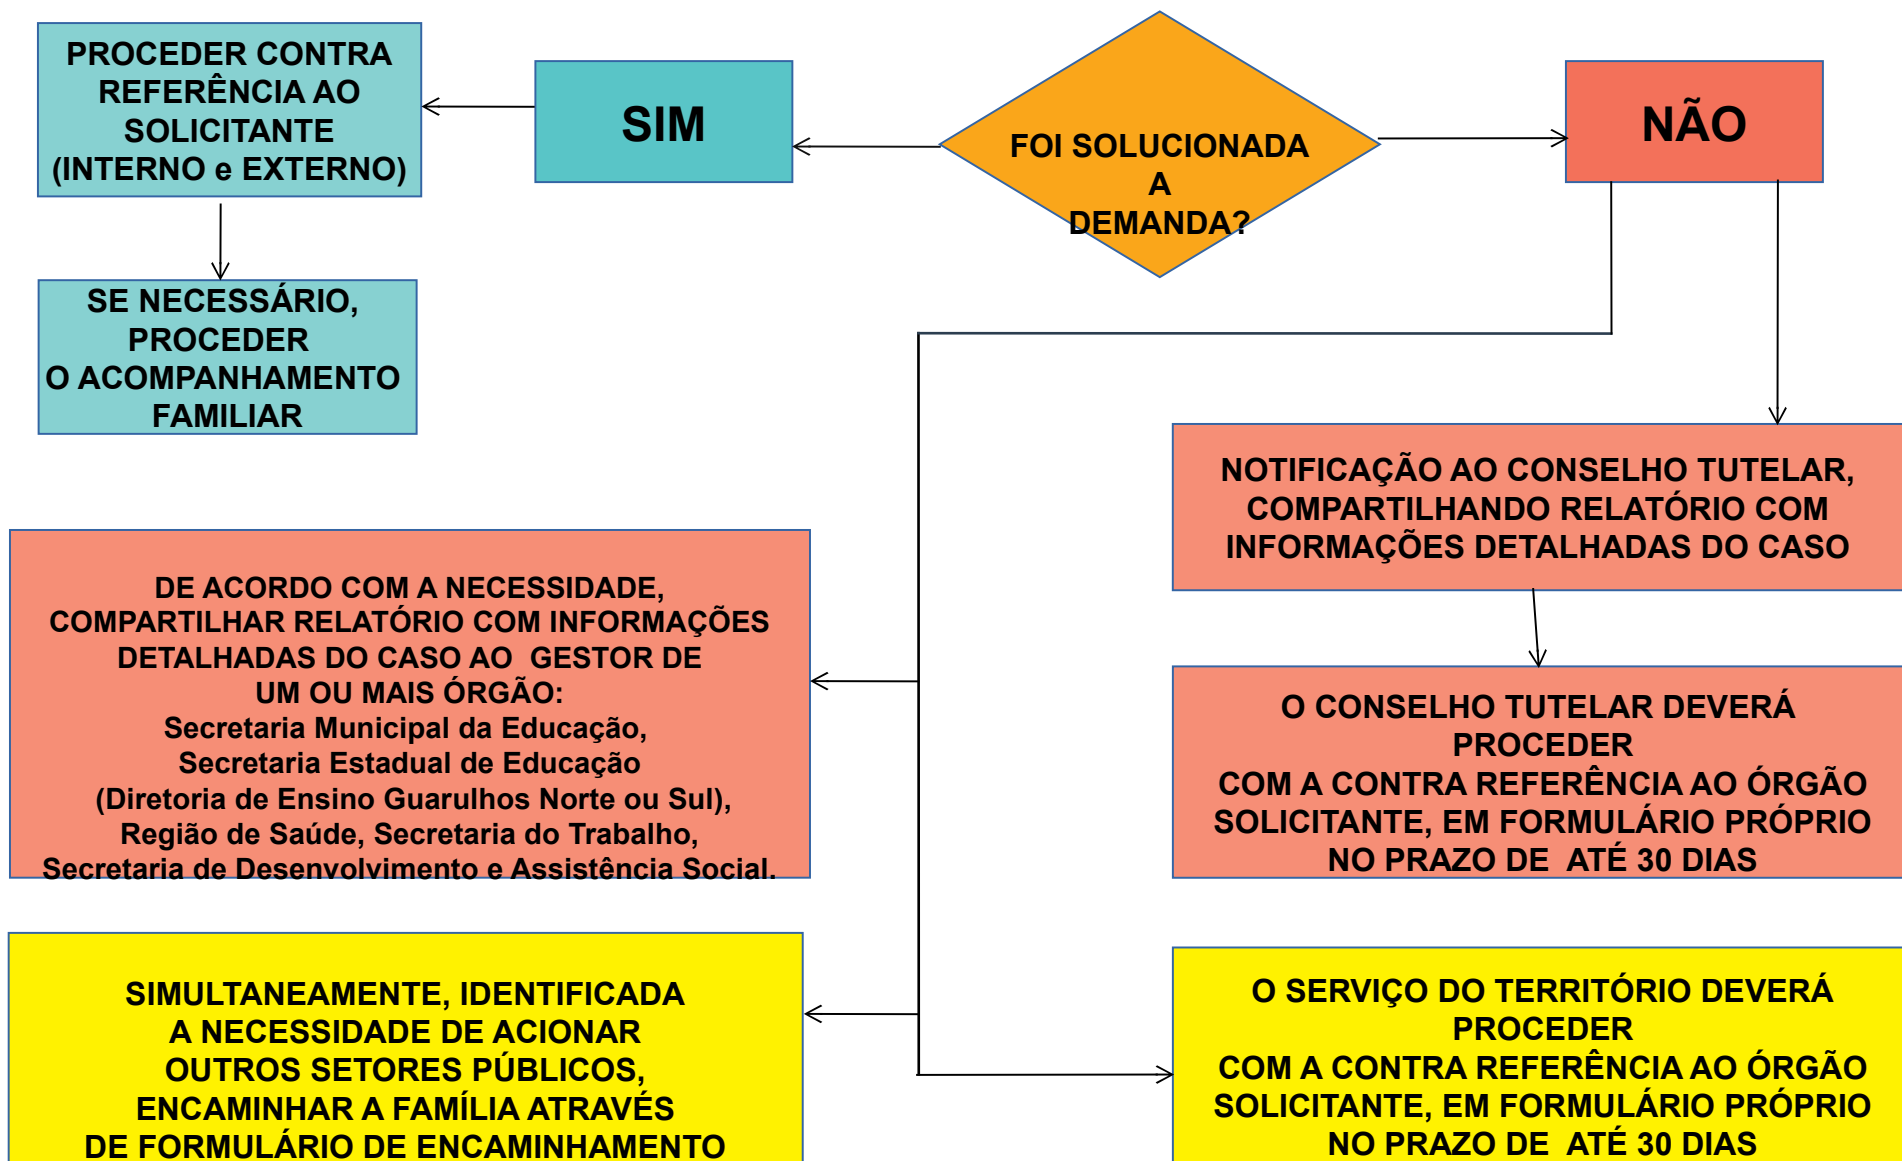 PROCEDER CONTRA
REFERÊNCIA AO
SOLICITANTE
(INTERNO e EXTERNO)
SIM
FOI SOLUCIONADA
A
DEMANDA?
NÃO
SE NECESSÁRIO,
PROCEDER
O ACOMPANHAMENTO
FAMILIAR
NOTIFICAÇÃO AO CONSELHO TUTELAR,
COMPARTILHANDO RELATÓRIO COM
INFORMAÇÕES DETALHADAS DO CASO
DE ACORDO COM A NECESSIDADE,
COMPARTILHAR RELATÓRIO COM INFORMAÇÕES
DETALHADAS DO CASO AO GESTOR DE
UM OU MAIS ÓRGÃO:
Secretaria Municipal da Educação,
Secretaria Estadual de Educação
(Diretoria de Ensino Guarulhos Norte ou Sul),
Região de Saúde, Secretaria do Trabalho,
Secretaria de Desenvolvimento e Assistência Social.
O CONSELHO TUTELAR DEVERÁ
PROCEDER
COM A CONTRA REFERÊNCIA AO ÓRGÃO
SOLICITANTE, EM FORMULÁRIO PRÓPRIO
NO PRAZO DE ATÉ 30 DIAS
SIMULTANEAMENTE, IDENTIFICADA
A NECESSIDADE DE ACIONAR
OUTROS SETORES PÚBLICOS,
ENCAMINHAR A FAMÍLIA ATRAVÉS
DE FORMULÁRIO DE ENCAMINHAMENTO
O SERVIÇO DO TERRITÓRIO DEVERÁ
PROCEDER
COM A CONTRA REFERÊNCIA AO ÓRGÃO
SOLICITANTE, EM FORMULÁRIO PRÓPRIO
NO PRAZO DE ATÉ 30 DIAS